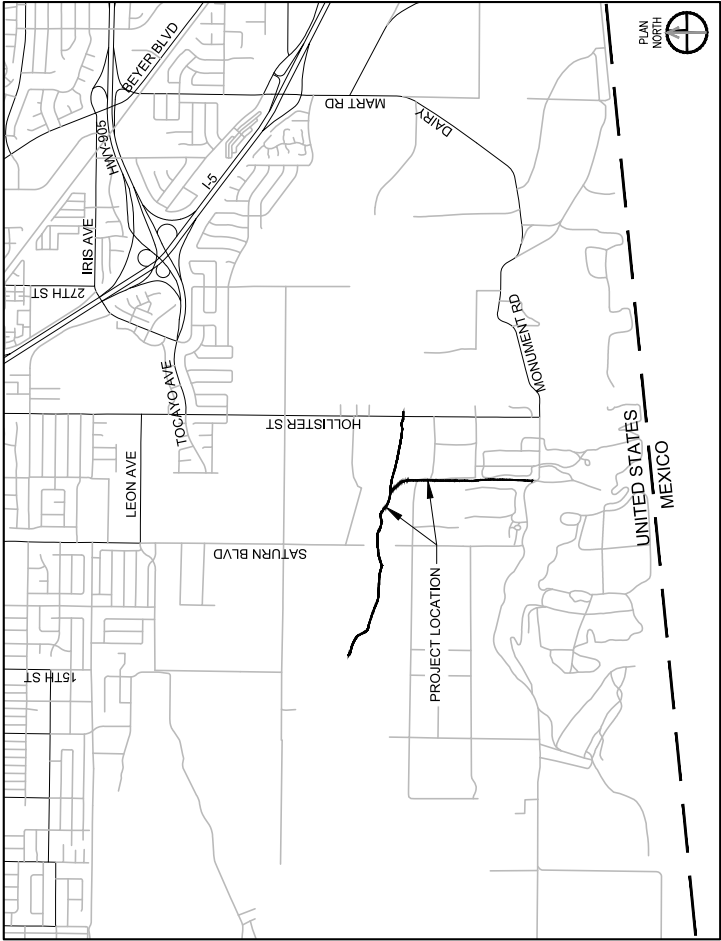 PLAN
NORTH
BEYER BLVD
HWY-905
MART RD
DAIRY
I-5
IRIS AVE
27TH ST
TOCAYO AVE
MONUMENT RD
HOLLISTER ST
LEON AVE
SATURN BLVD
UNITED STATES
MEXICO
PROJECT LOCATION
15TH ST